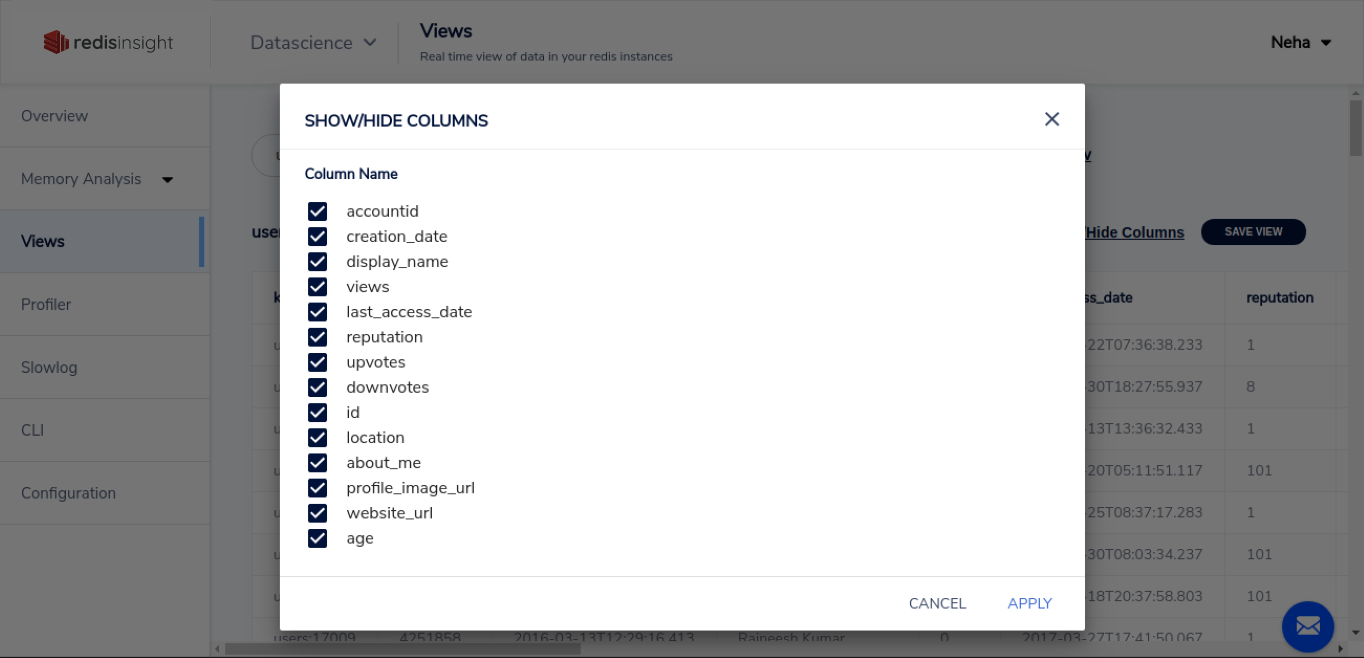 redisinsight
Datascience
Views
Real time view of data in your redis instances
Neha
Overview
Memory Analysis
Views
Profiler
Slowlog
CLI
Configuration
SHOW/HIDE COLUMNS
Column Name
accountid
creation_date
display_name
views
last_access_date
reputation
upvotes
downvotes
id
location
about_me
profile_image_url
website_url
age
CANCEL APPLY
/Hide Columns SAVE VIEW
ss_date reputation
22T07:36:38.233 1
30T18:27:55.937 8
13T13:36:32.433 1
20T05:11:51.117 101
25T08:37:17.283 1
30T08:03:34.237 101
18T20:37:58.803 101
users:17009 4251858 2016-03-13T12:29:16.413 Rajneesh Kumar 0 2017-03-27T17:41:50.067 1